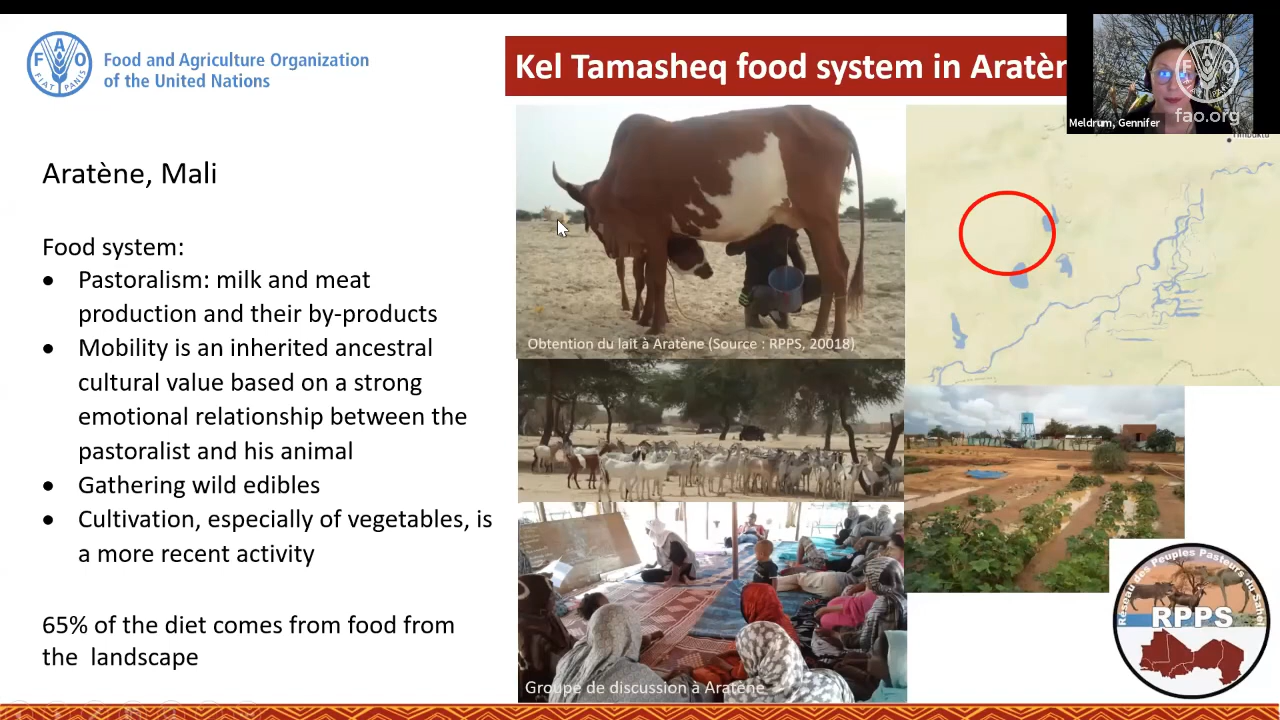 Food and Agriculture Organization
of the United Nations
F A O
FIAT PANIS
Kel Tamasheq food system in Aratèn
Meldrum, Gennifer
fao.org
Aratène, Mali
Food system:
• Pastoralism: milk and meat
production and their by-products
• Mobility is an inherited ancestral
cultural value based on a strong
emotional relationship between the
pastoralist and his animal
• Gathering wild edibles
• Cultivation, especially of vegetables, is
a more recent activity
65% of the diet comes from food from
the landscape
Obtention du lait à Aratène (Source : RPPS, 20018)
Groupe de discussion à Aratène
Réseau des Peuples Pasteurs du Sahel
RPPS